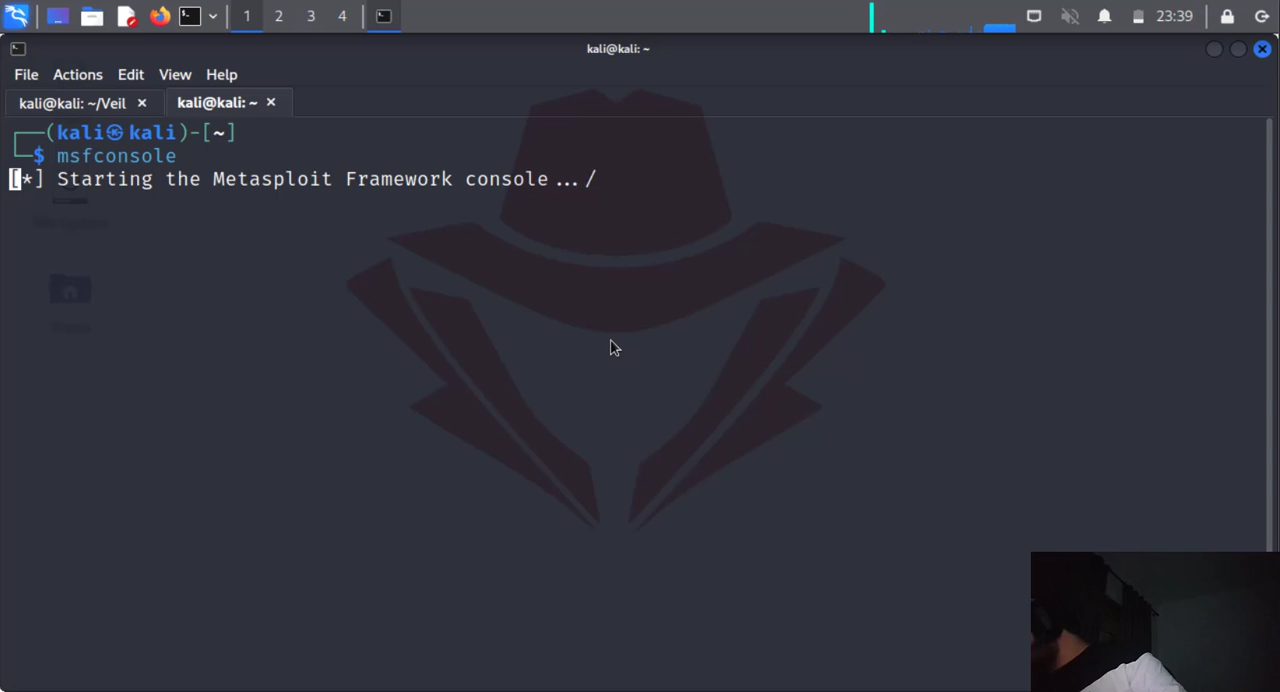 1 2 3 4 23:39
kali@kali: ~
File Actions Edit View Help
kali@kali: ~/Veil kali@kali: ~
(kali㉿kali)-[~]
$ msfconsole
[*] Starting the Metasploit Framework console.../